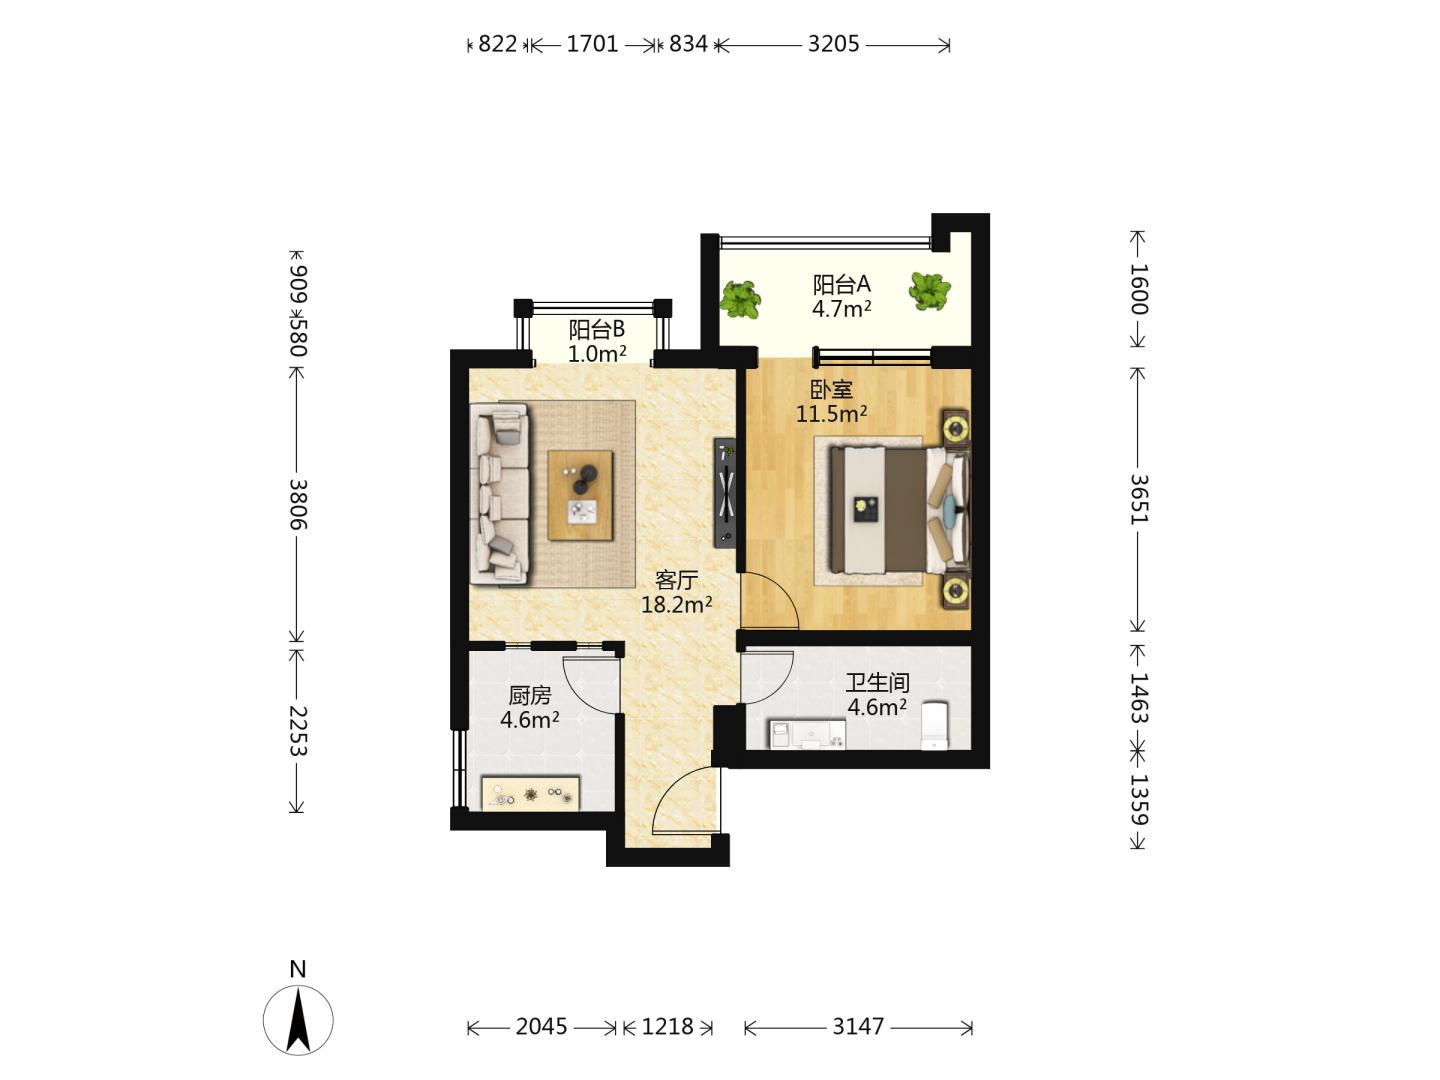 822 1701 834 3205
909
580
3806
2253
1600
3651
1463
1359
阳台A
4.7m²
阳台B
1.0m²
卧室
11.5m²
客厅
18.2m²
厨房
4.6m²
卫生间
4.6m²
N
2045 1218 3147